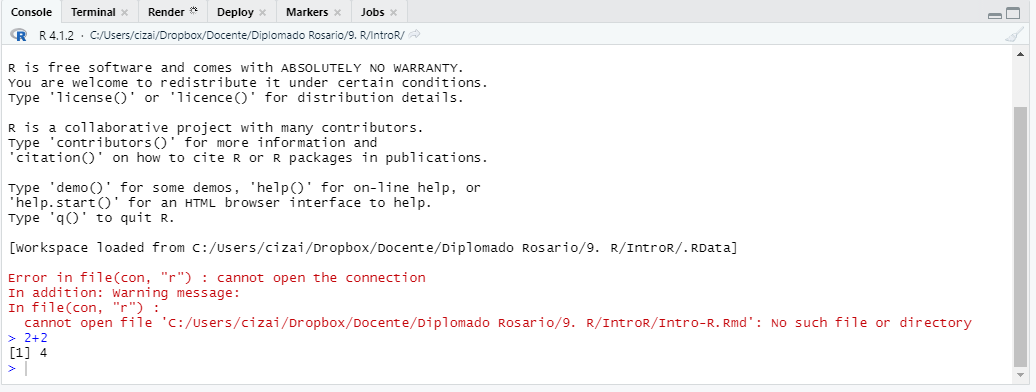 Console Terminal × Render Deploy × Markers × Jobs ×
R R 4.1.2 · C:/Users/cizai/Dropbox/Docente/Diplomado Rosario/9. R/IntroR/
R is free software and comes with ABSOLUTELY NO WARRANTY.
You are welcome to redistribute it under certain conditions.
Type 'license()' or 'licence()' for distribution details.
R is a collaborative project with many contributors.
Type 'contributors()' for more information and
'citation()' on how to cite R or R packages in publications.
Type 'demo()' for some demos, 'help()' for on-line help, or
'help.start()' for an HTML browser interface to help.
Type 'q()' to quit R.
[Workspace loaded from C:/Users/cizai/Dropbox/Docente/Diplomado Rosario/9. R/IntroR/.RData]
Error in file(con, "r") : cannot open the connection
In addition: Warning message:
In file(con, "r") :
cannot open file 'C:/Users/cizai/Dropbox/Docente/Diplomado Rosario/9. R/IntroR/Intro-R.Rmd': No such file or directory
> 2+2
[1] 4
>